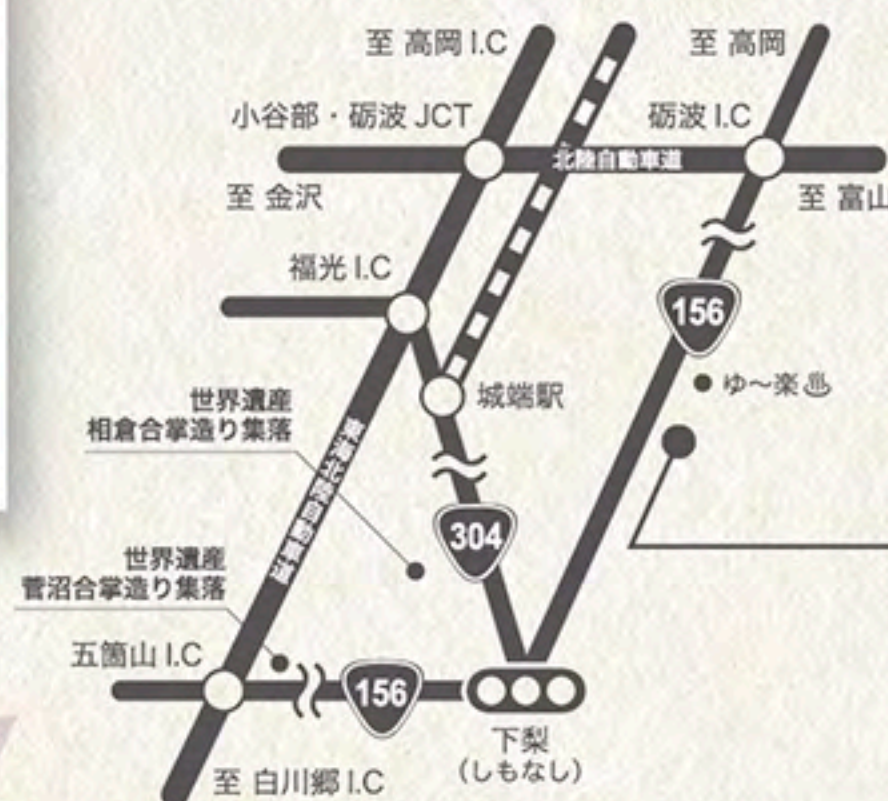 至 高岡 I.C
至 高岡
小谷部・砺波 JCT
砺波 I.C
北陸自動車道
至 金沢
至 富山
福光 I.C
156
ゆ〜楽♨
城端駅
世界遺産
相倉合掌造り集落
東海北陸自動車道
304
世界遺産
菅沼合掌造り集落
五箇山 I.C
156
下梨
(しもなし)
至 白川郷 I.C